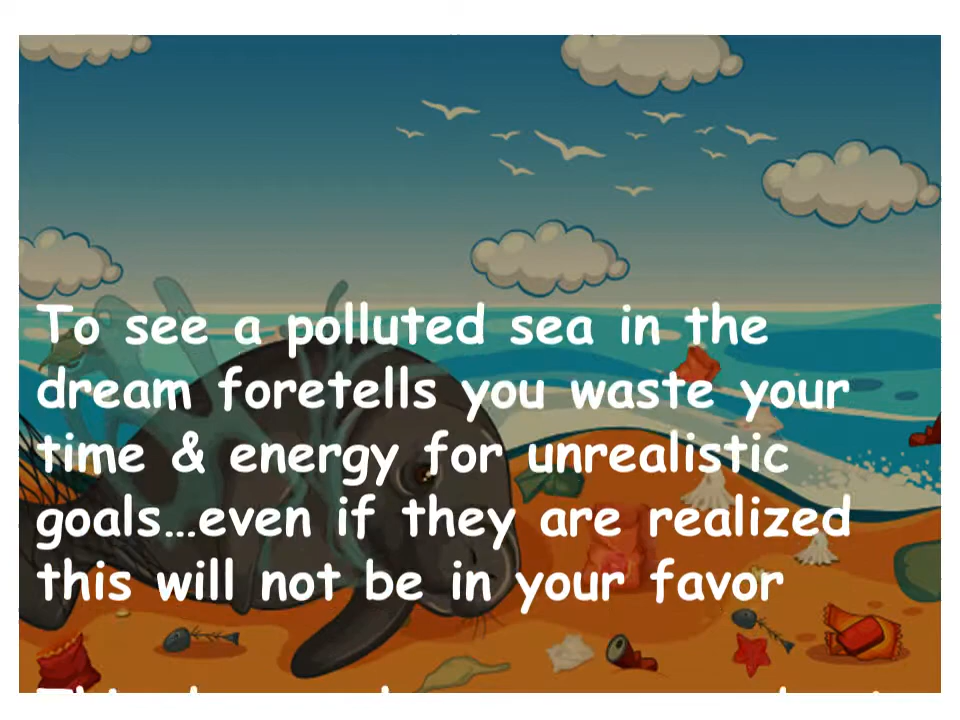 To see a polluted sea in the
dream foretells you waste your
time & energy for unrealistic
goals...even if they are realized
this will not be in your favor